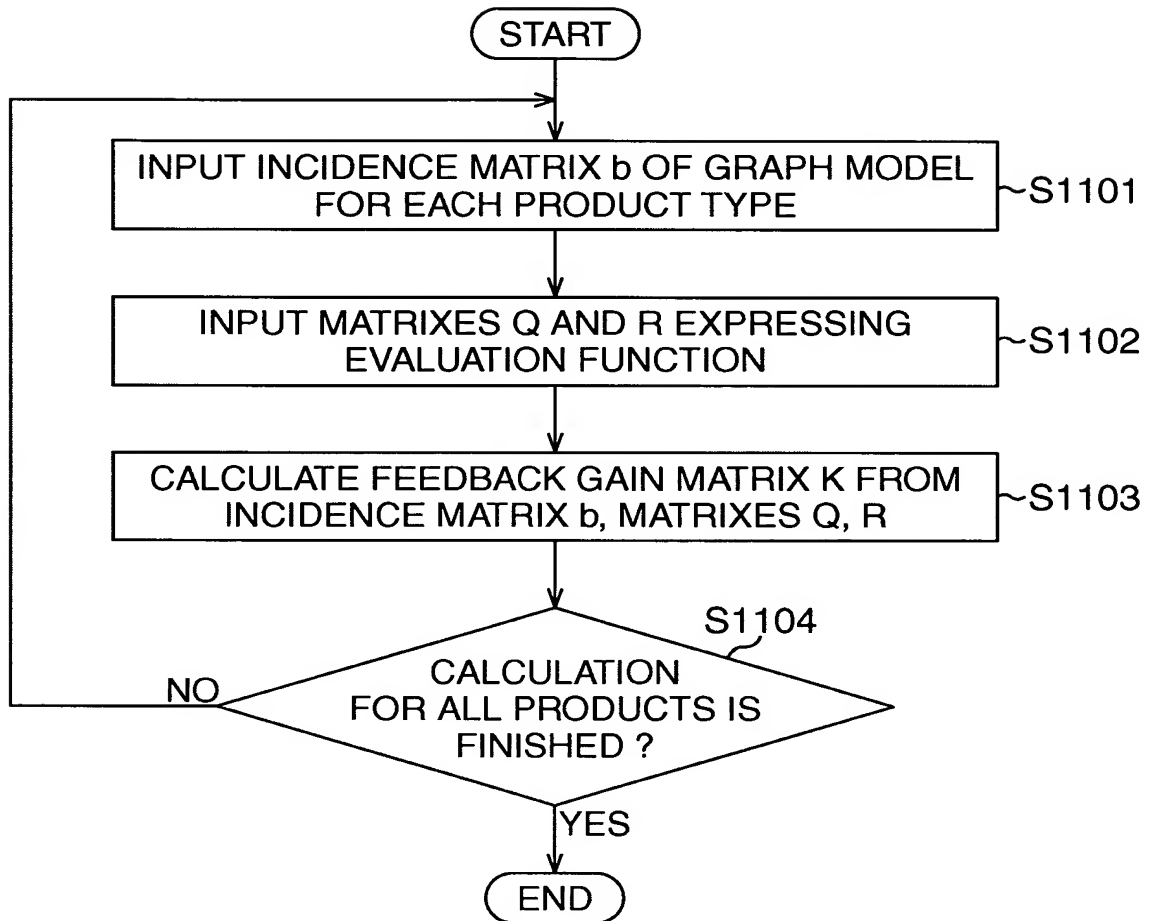 START
INPUT INCIDENCE MATRIX b OF GRAPH MODEL
FOR EACH PRODUCT TYPE
S1101
INPUT MATRIXES Q AND R EXPRESSING
EVALUATION FUNCTION
S1102
CALCULATE FEEDBACK GAIN MATRIX K FROM
INCIDENCE MATRIX b, MATRIXES Q, R
S1103
S1104
CALCULATION
FOR ALL PRODUCTS IS
FINISHED ?
NO
YES
END